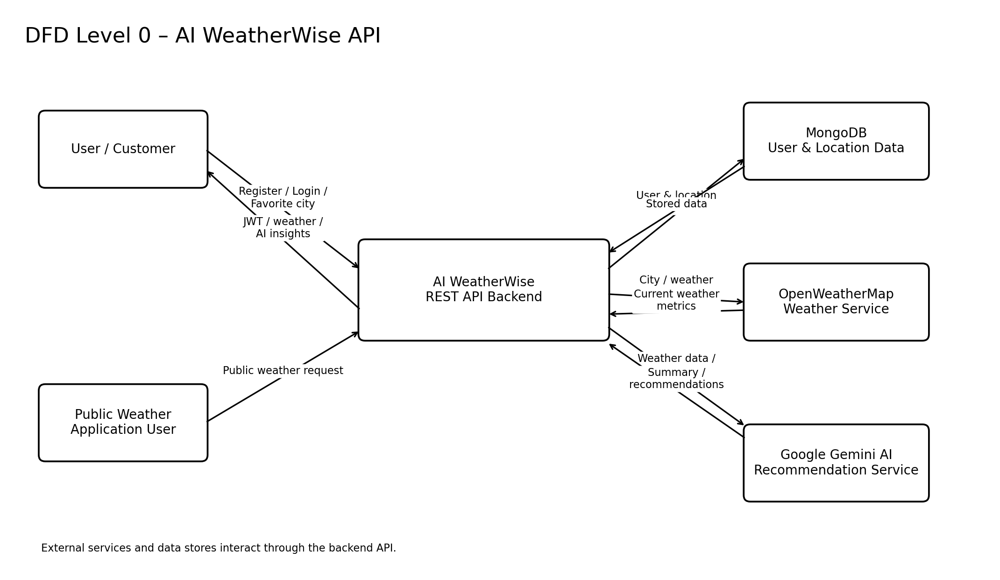 DFD Level 0 – AI WeatherWise API
User / Customer
MongoDB
User & Location Data
Register / Login /
Favorite city
JWT / weather /
AI insights
User & location
Stored data
AI WeatherWise
REST API Backend
City / weather
Current weather
metrics
OpenWeatherMap
Weather Service
Public weather request
Weather data /
Summary /
recommendations
Public Weather
Application User
Google Gemini AI
Recommendation Service
External services and data stores interact through the backend API.